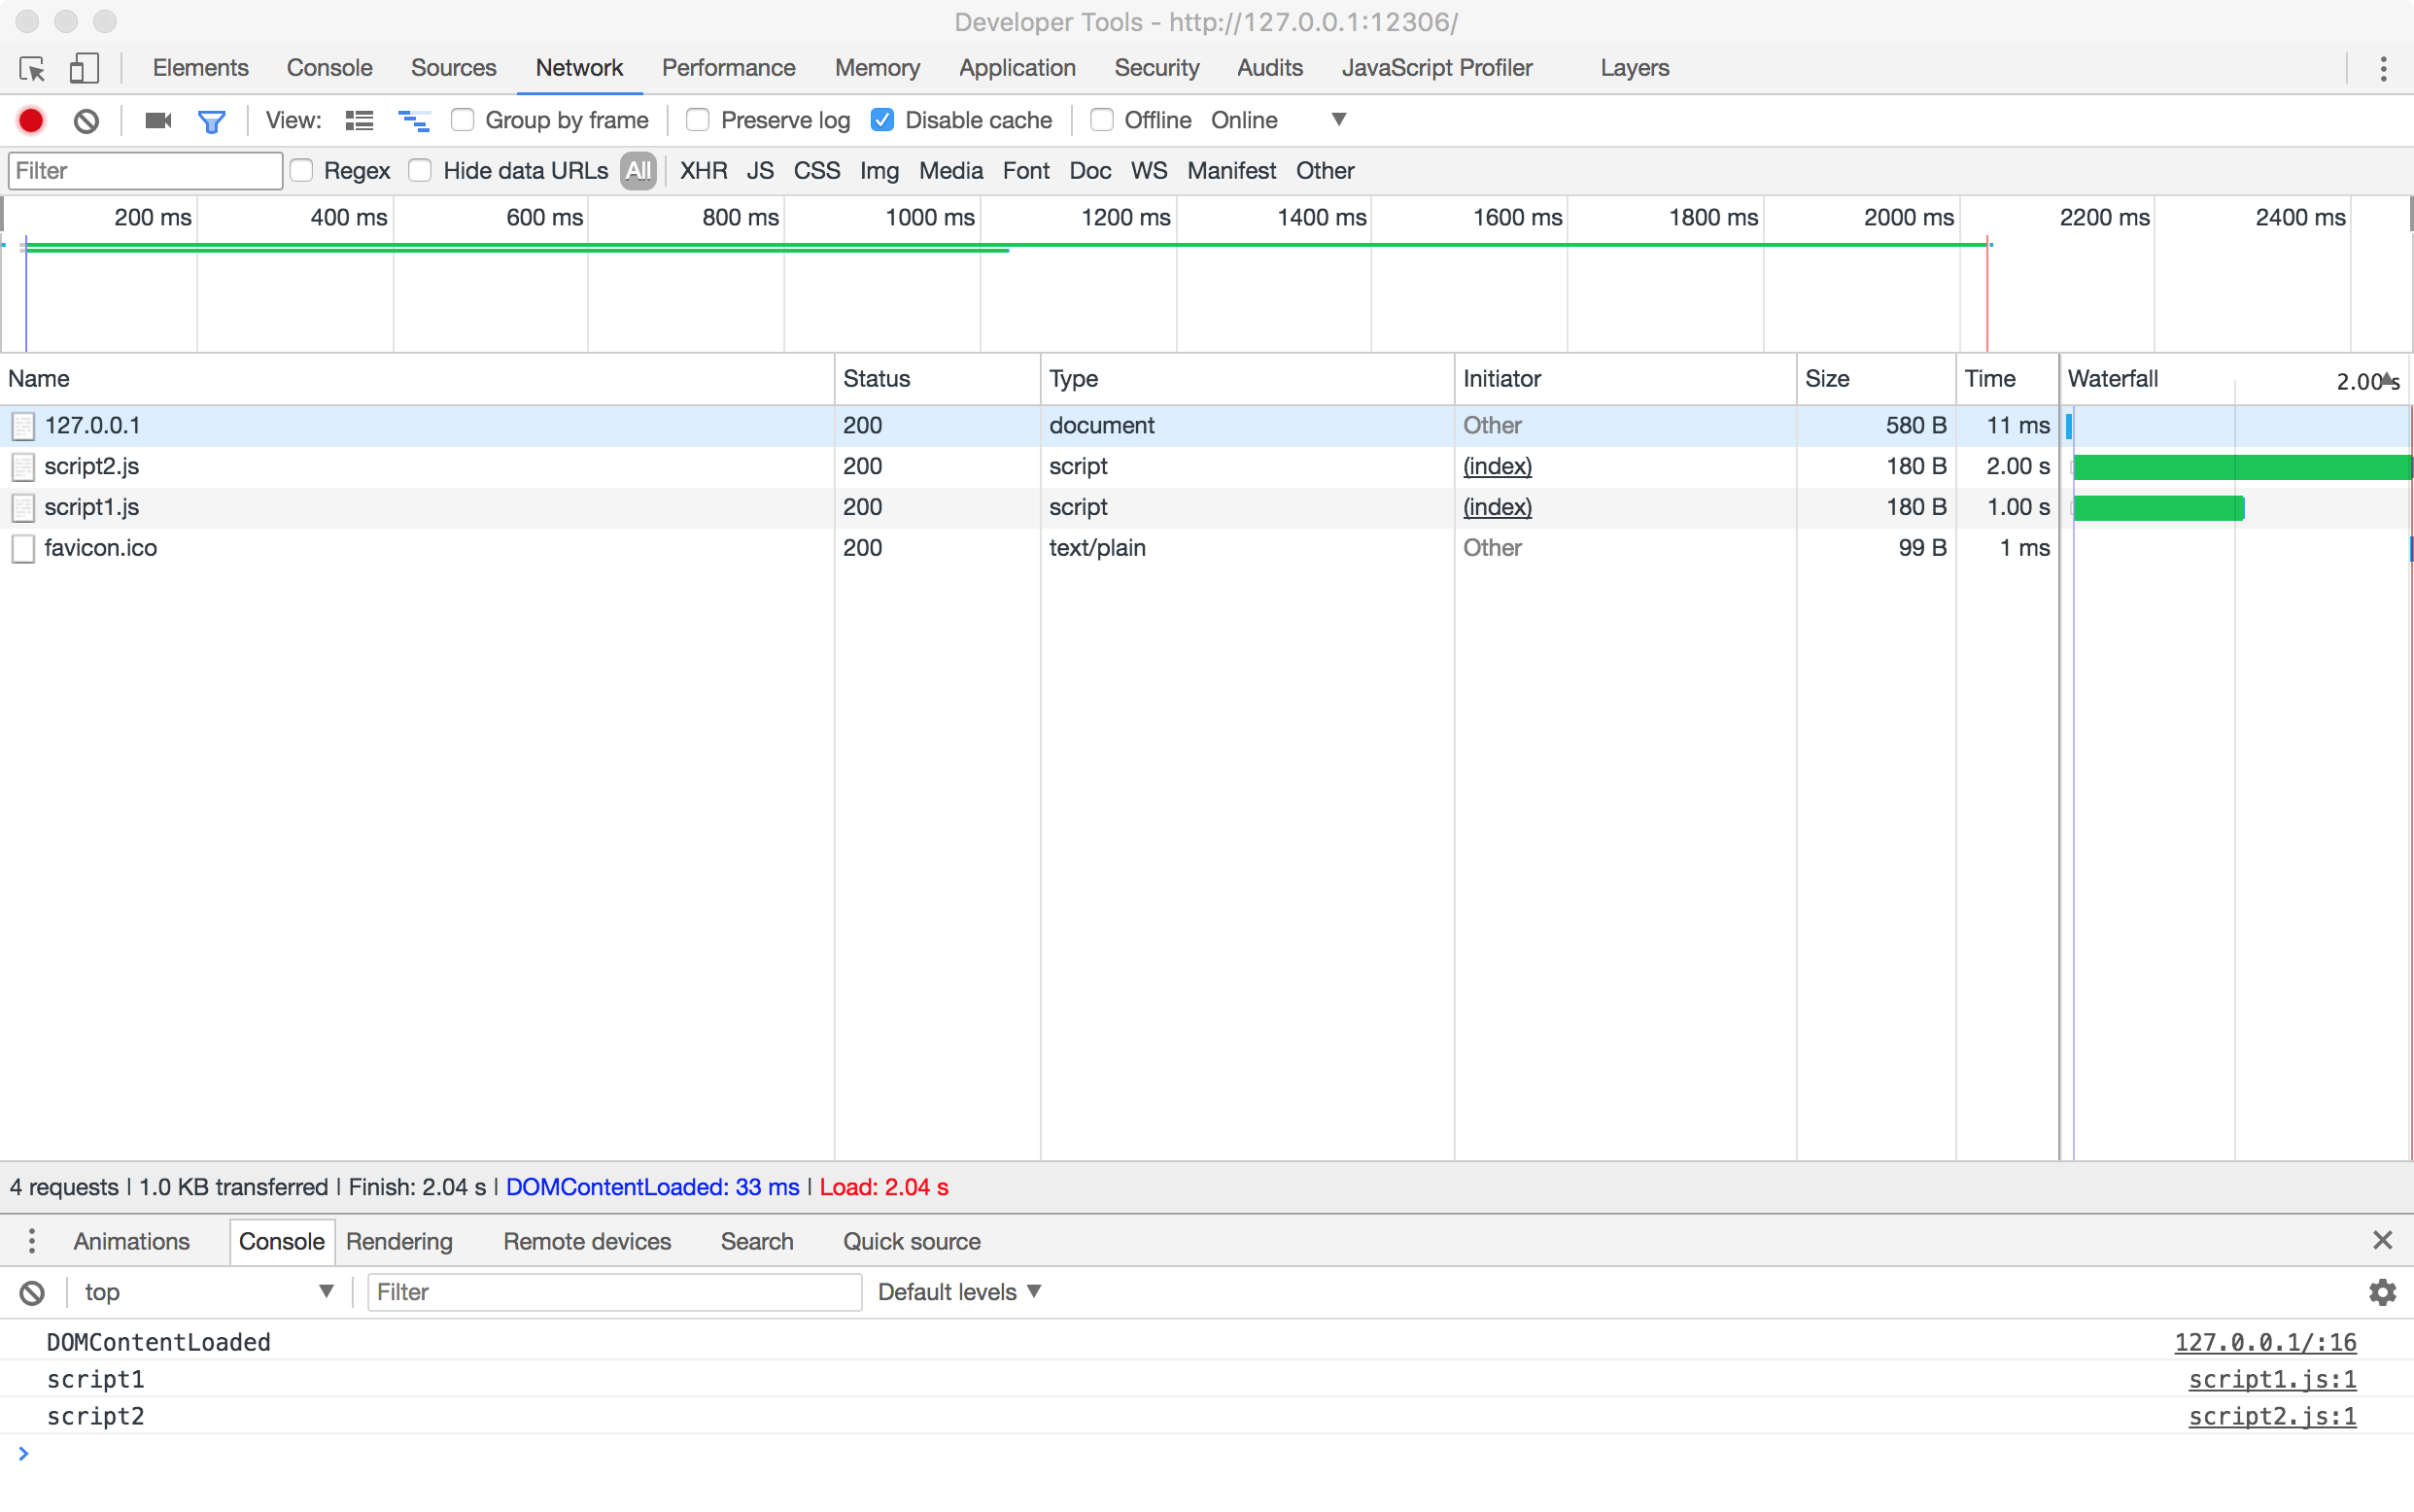 Developer Tools - http://127.0.0.1:12306/
Elements Console Sources Network Performance Memory Application Security Audits JavaScript Profiler Layers
View: Group by frame Preserve log Disable cache Offline Online
Filter Regex Hide data URLs All XHR JS CSS Img Media Font Doc WS Manifest Other
200 ms 400 ms 600 ms 800 ms 1000 ms 1200 ms 1400 ms 1600 ms 1800 ms 2000 ms 2200 ms 2400 ms
Name Status Type Initiator Size Time Waterfall 2.00 s
127.0.0.1 200 document Other 580 B 11 ms
script2.js 200 script (index) 180 B 2.00 s
script1.js 200 script (index) 180 B 1.00 s
favicon.ico 200 text/plain Other 99 B 1 ms
4 requests | 1.0 KB transferred | Finish: 2.04 s | DOMContentLoaded: 33 ms | Load: 2.04 s
Animations Console Rendering Remote devices Search Quick source
top Filter Default levels
DOMContentLoaded 127.0.0.1/:16
script1 script1.js:1
script2 script2.js:1